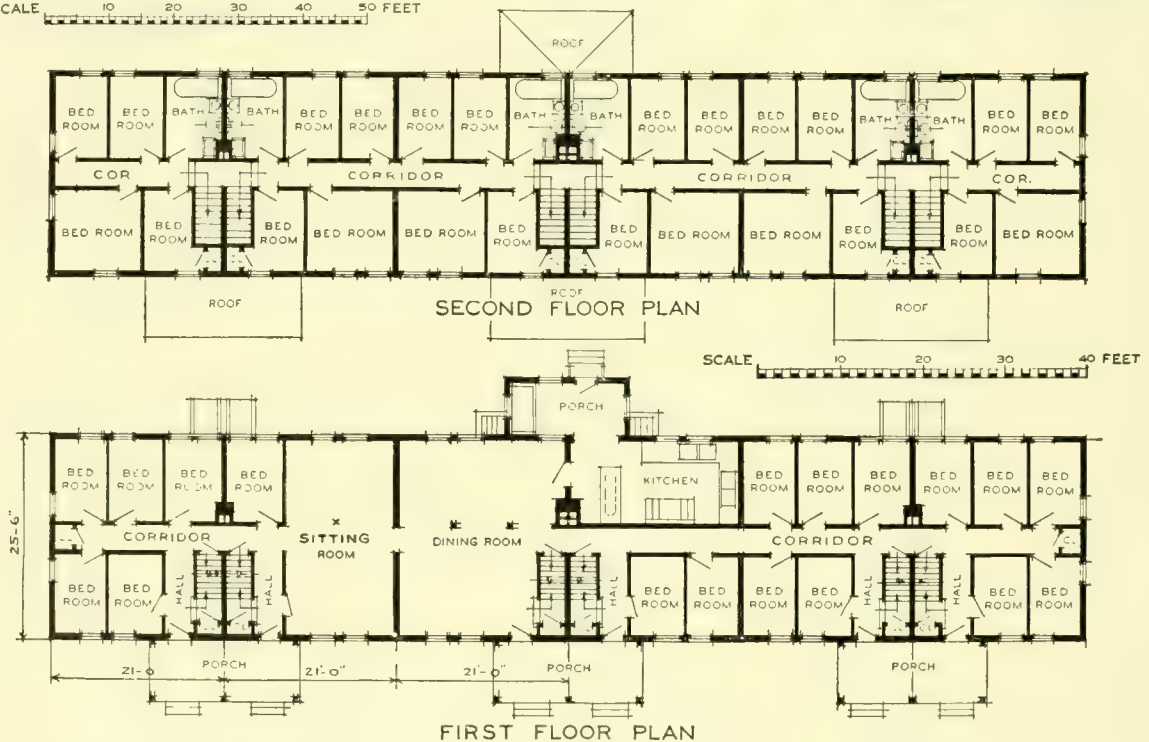 SCALE 10 20 30 40 50 FEET
ROOF
BED ROOM
BED ROOM
BATH
BATH
BED ROOM
BED ROOM
BED ROOM
BED ROOM
BATH
BATH
BED ROOM
BED ROOM
BED ROOM
BED ROOM
BATH
BATH
BED ROOM
BED ROOM
COR.
CORRIDOR
CORRIDOR
COR.
BED ROOM
BED ROOM
BED ROOM
BED ROOM
BED ROOM
BED ROOM
BED ROOM
BED ROOM
BED ROOM
BED ROOM
BED ROOM
BED ROOM
ROOF
ROOF
ROOF
SECOND FLOOR PLAN
SCALE 10 20 30 40 FEET
PORCH
BED ROOM
BED ROOM
BED ROOM
BED ROOM
KITCHEN
BED ROOM
BED ROOM
BED ROOM
BED ROOM
BED ROOM
BED ROOM
25'-6"
CORRIDOR
SITTING ROOM
DINING ROOM
CORRIDOR
CL.
BED ROOM
BED ROOM
HALL
HALL
HALL
BED ROOM
BED ROOM
BED ROOM
BED ROOM
HALL
HALL
BED ROOM
BED ROOM
PORCH
PORCH
PORCH
21'-0
21'-0"
21'-0"
FIRST FLOOR PLAN